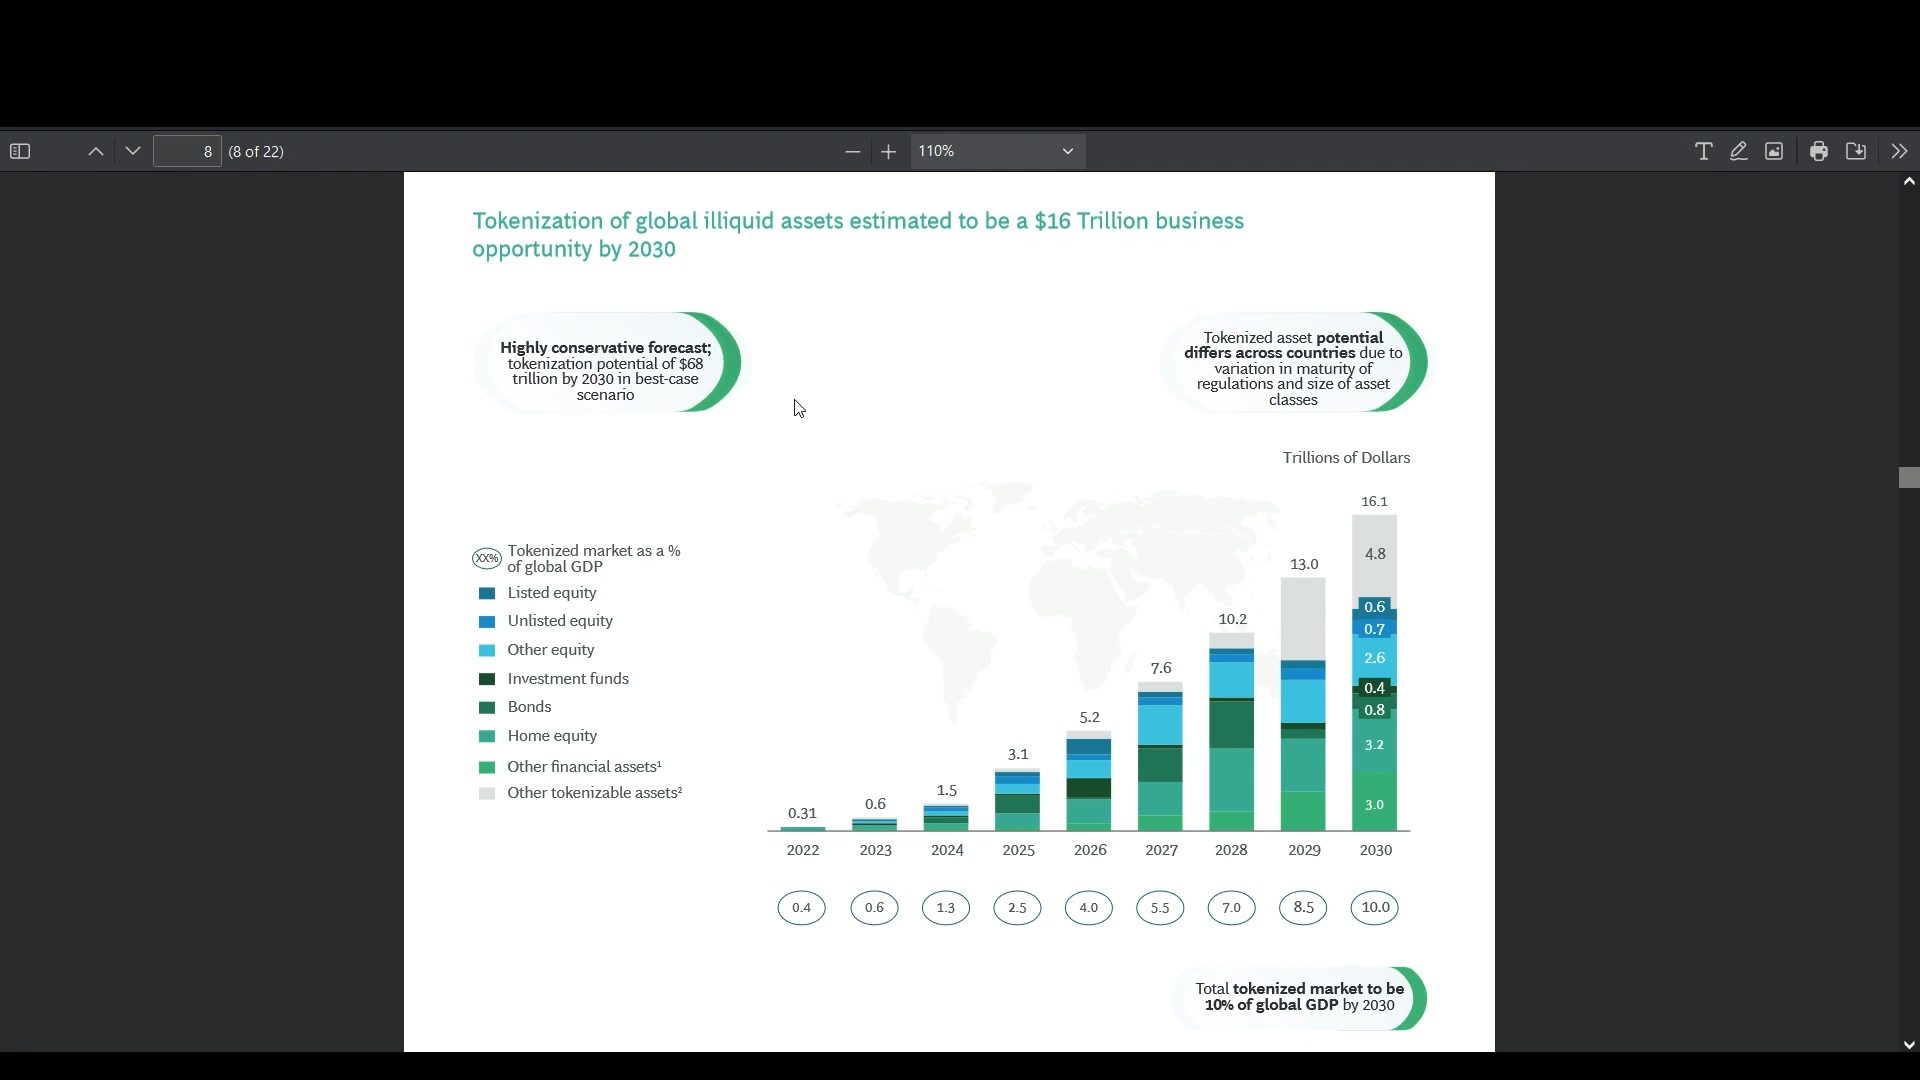 8 (8 of 22)
110%
Tokenization of global illiquid assets estimated to be a $16 Trillion business
opportunity by 2030
Highly conservative forecast;
tokenization potential of $68
trillion by 2030 in best-case
scenario
Tokenized asset potential
differs across countries due to
variation in maturity of
regulations and size of asset
classes
Trillions of Dollars
XX% Tokenized market as a %
of global GDP
Listed equity
Unlisted equity
Other equity
Investment funds
Bonds
Home equity
Other financial assets¹
Other tokenizable assets²
0.31
0.6
1.5
3.1
5.2
7.6
10.2
13.0
16.1
4.8
0.6
0.7
2.6
0.4
0.8
3.2
3.0
2022 2023 2024 2025 2026 2027 2028 2029 2030
0.4 0.6 1.3 2.5 4.0 5.5 7.0 8.5 10.0
Total tokenized market to be
10% of global GDP by 2030